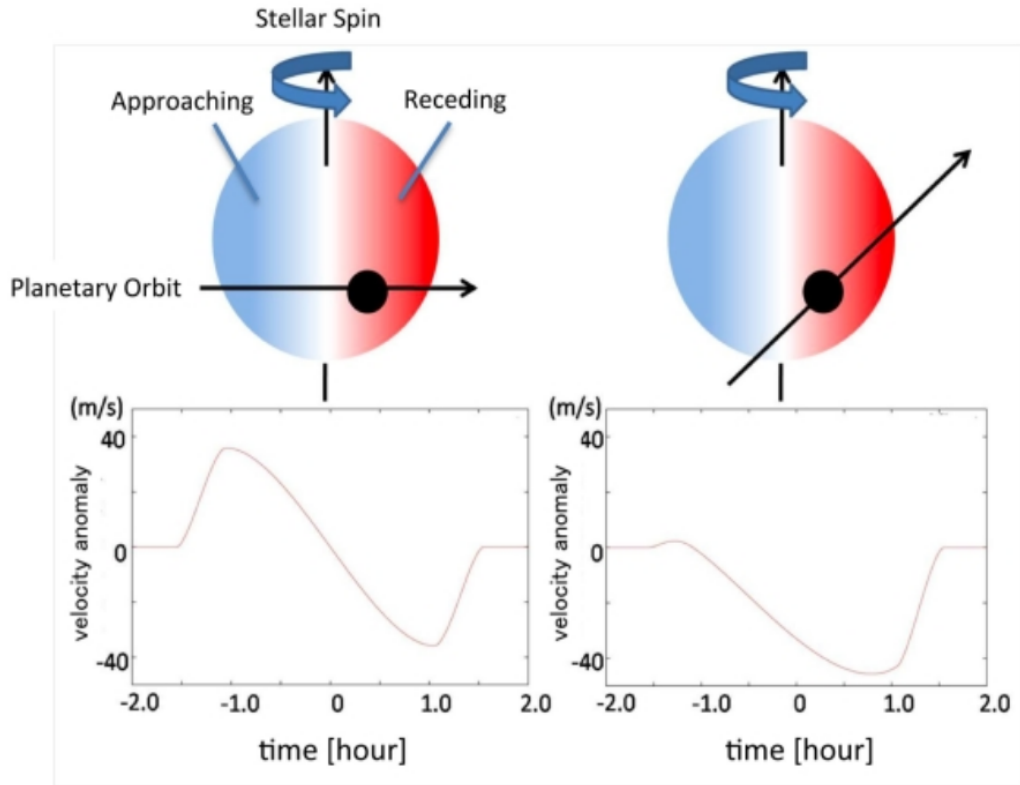 Stellar Spin
Approaching
Receding
Planetary Orbit
(m/s)
40
0
-40
velocity anomaly
-2.0 -1.0 0 1.0 2.0
time [hour]
(m/s)
40
0
-40
velocity anomaly
-2.0 -1.0 0 1.0 2.0
time [hour]